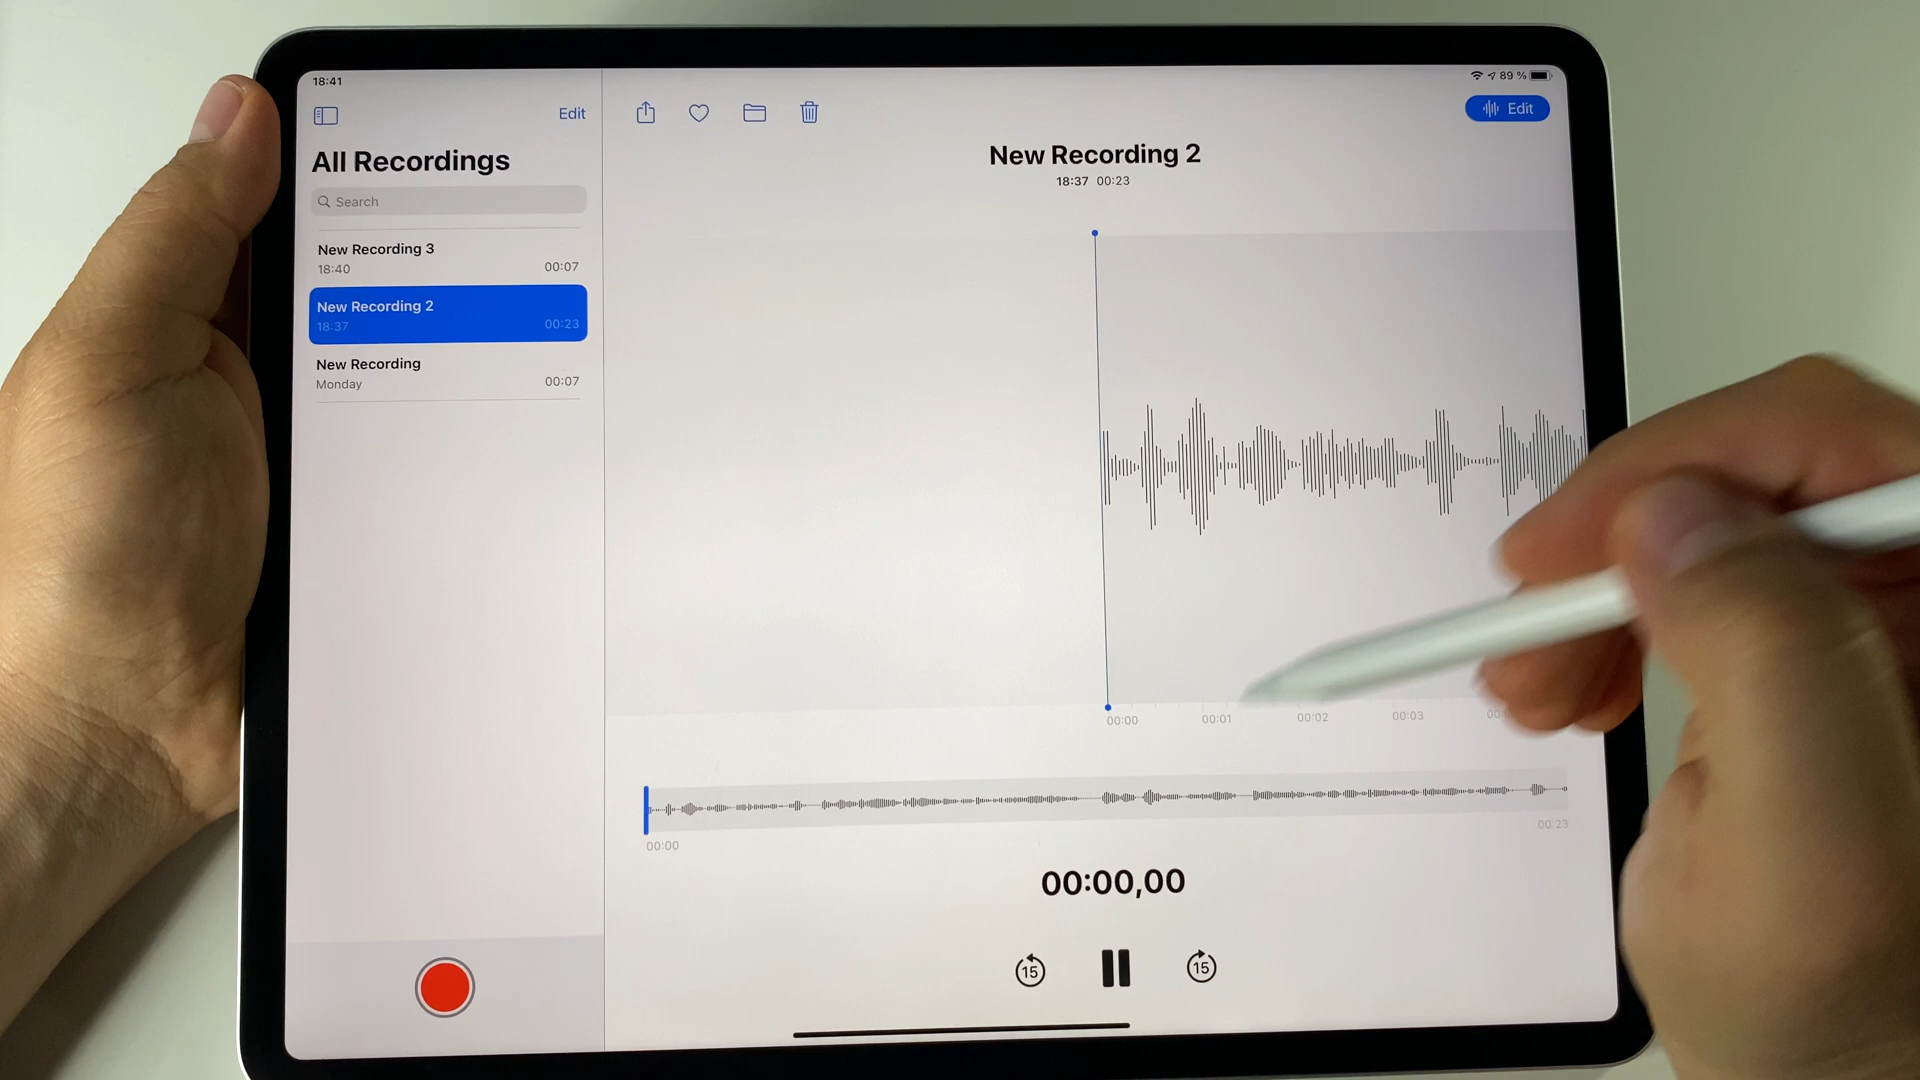 18:41
89 %
Edit
Edit
All Recordings
Search
New Recording 3
18:40 00:07
New Recording 2
18:37 00:23
New Recording
Monday 00:07
New Recording 2
18:37 00:23
00:00 00:01 00:02 00:03
00:00 00:23
00:00,00
15 15